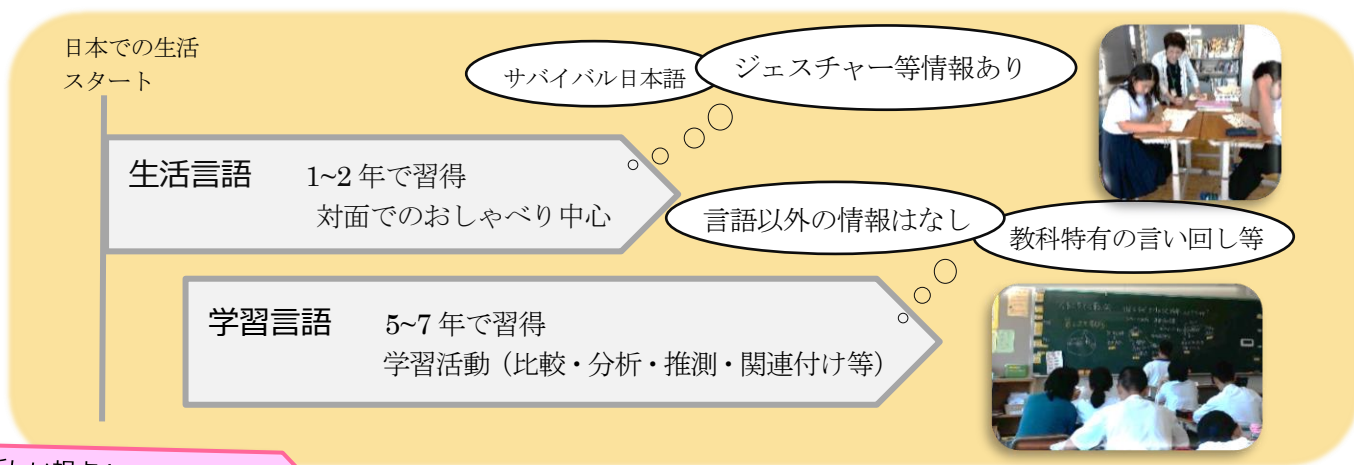 日本での生活
スタート
サバイバル日本語
ジェスチャー等情報あり
生活言語 1~2 年で習得
対面でのおしゃべり中心
言語以外の情報はなし
教科特有の言い回し等
学習言語 5~7 年で習得
学習活動（比較・分析・推測・関連付け等）